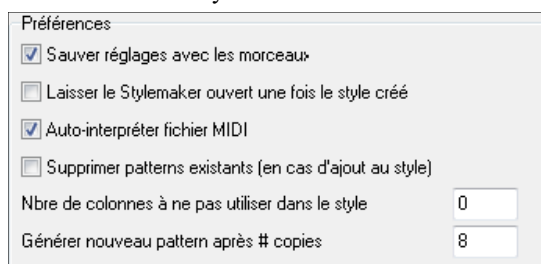 Préférences
Sauver réglages avec les morceaux
Laisser le Stylemaker ouvert une fois le style créé
Auto-interpréter fichier MIDI
Supprimer patterns existants (en cas d'ajout au style)
Nbre de colonnes à ne pas utiliser dans le style 0
Générer nouveau pattern après # copies 8